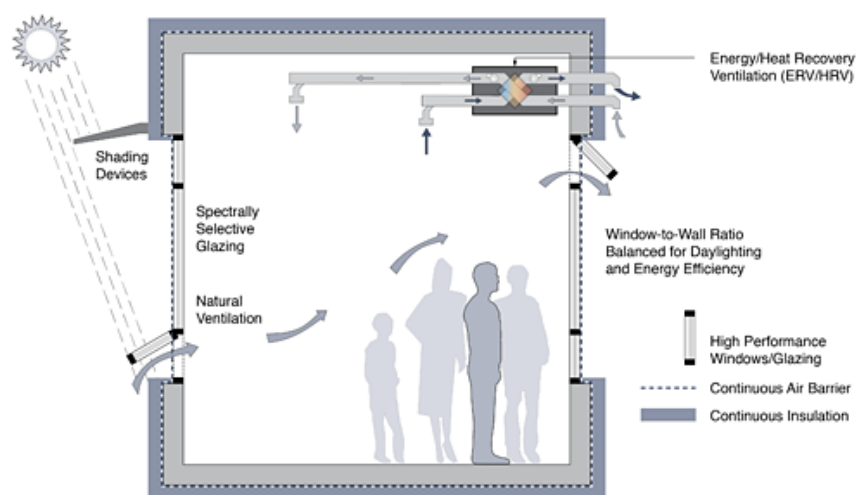 Energy/Heat Recovery
Ventilation (ERV/HRV)
Shading
Devices
Spectrally
Selective
Glazing
Window-to-Wall Ratio
Balanced for Daylighting
and Energy Efficiency
Natural
Ventilation
High Performance
Windows/Glazing
Continuous Air Barrier
Continuous Insulation